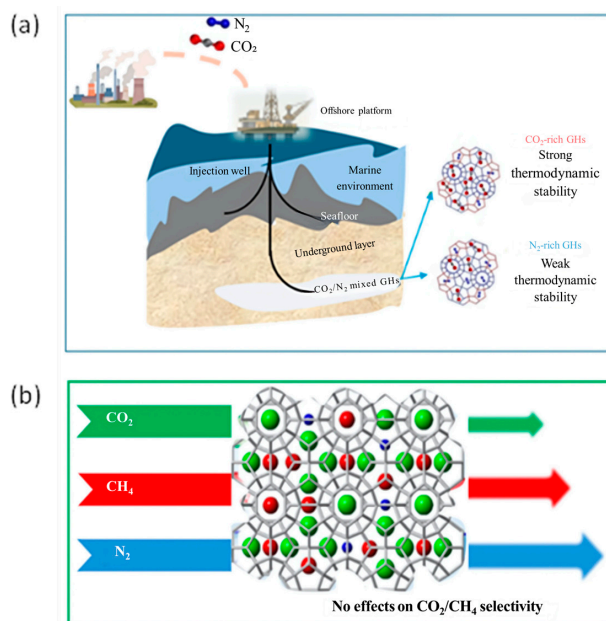 (a)
N₂
CO₂
Offshore platform
Injection well
Marine
environment
Seafloor
Underground layer
CO₂/N₂ mixed GHs
CO₂-rich GHs
Strong
thermodynamic
stability
N₂-rich GHs
Weak
thermodynamic
stability
(b)
CO₂
CH₄
N₂
No effects on CO₂/CH₄ selectivity